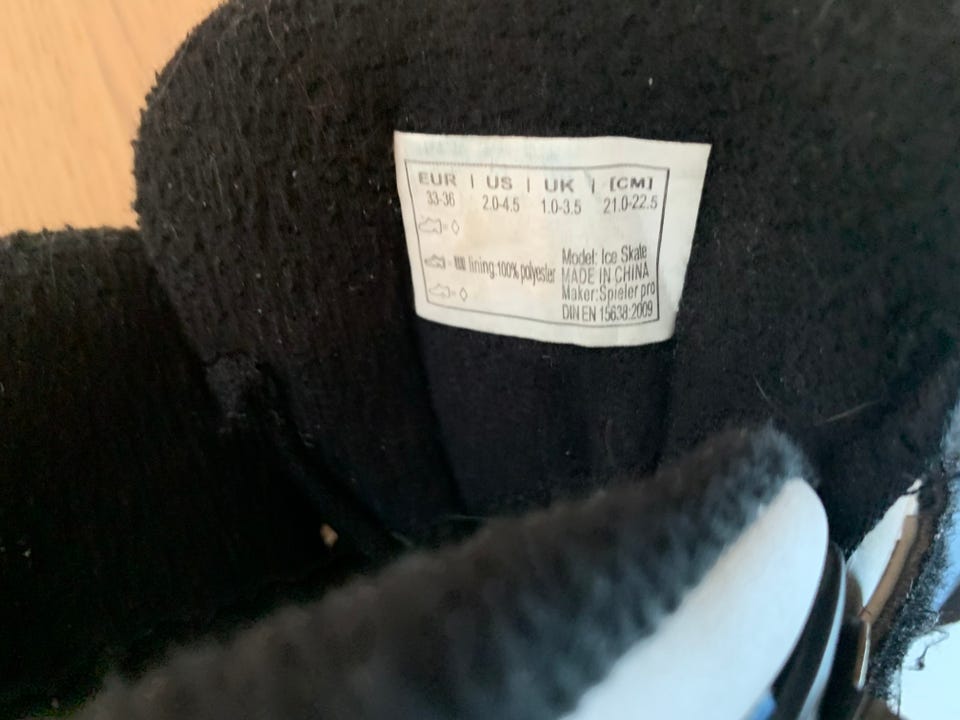 EUR | US | UK | [CM]
33-36 2.0-4.5 1.0-3.5 21.0-22.5
lining:100% polyester
Model: Ice Skate
MADE IN CHINA
Maker:Spieler pro
DIN EN 15638:2009